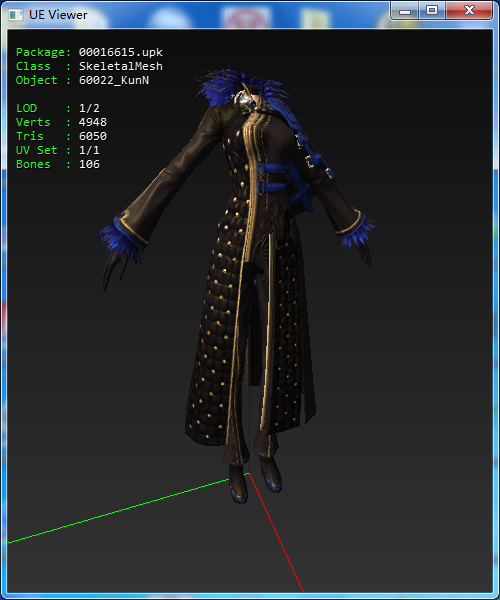 UE Viewer
Package: 00016615.upk
Class  : SkeletalMesh
Object : 60022_KunN
LOD    : 1/2
Verts  : 4948
Tris   : 6050
UV Set : 1/1
Bones  : 106